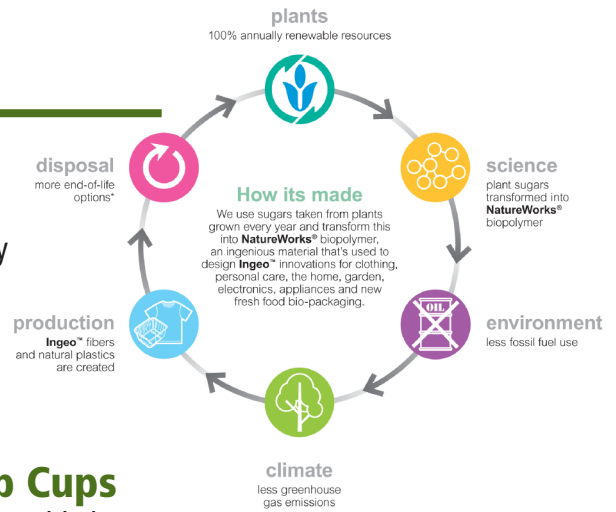 plants
100% annually renewable resources
science
plant sugars
transformed into
NatureWorks®
biopolymer
environment
less fossil fuel use
OIL
climate
less greenhouse
gas emissions
production
Ingeo™ fibers
and natural plastics
are created
disposal
more end-of-life
options*
How its made
We use sugars taken from plants
grown every year and transform this
into NatureWorks® biopolymer,
an ingenious material that's used to
design Ingeo™ innovations for clothing,
personal care, the home, garden,
electronics, appliances and new
fresh food bio-packaging.
y
Cups